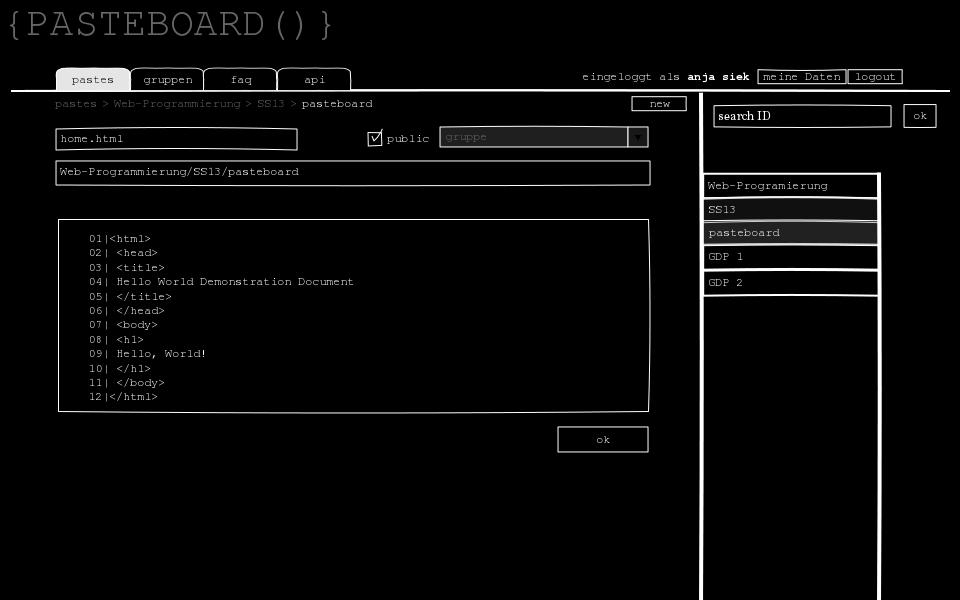 {PASTEBOARD()}
pastes gruppen faq api
eingeloggt als anja siek meine Daten logout
pastes > Web-Programmierung > SS13 > pasteboard
new
search ID
ok
home.html
public
gruppe
Web-Programmierung/SS13/pasteboard
01|<html>
02| <head>
03| <title>
04| Hello World Demonstration Document
05| </title>
06| </head>
07| <body>
08| <h1>
09| Hello, World!
10| </h1>
11| </body>
12|</html>
ok
Web-Programierung
SS13
pasteboard
GDP 1
GDP 2